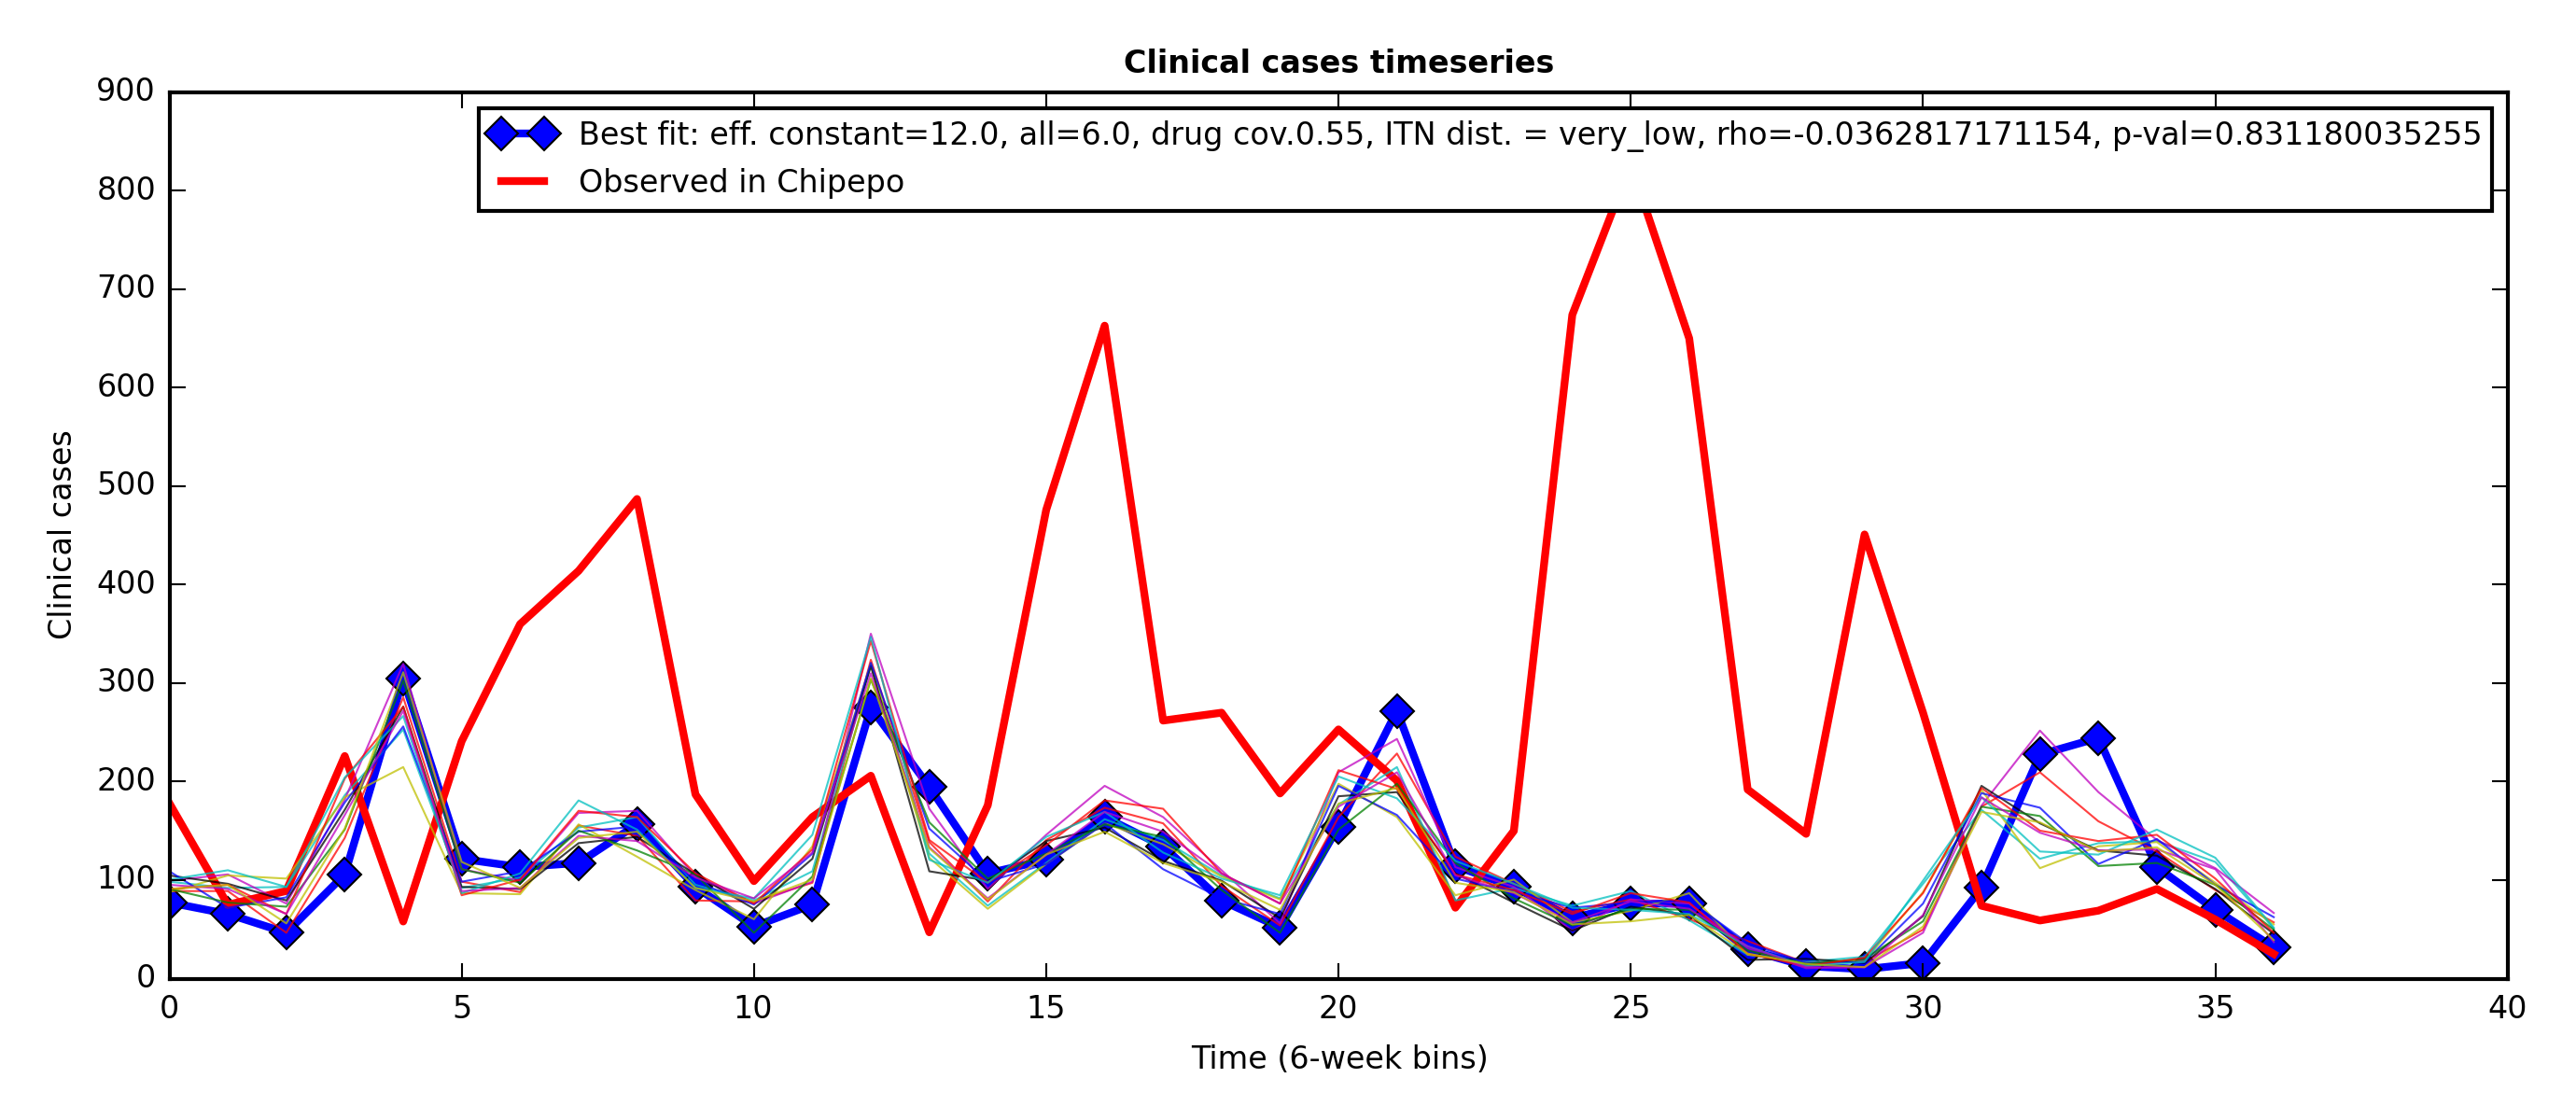 Clinical cases timeseries
900
800
700
600
500
400
300
200
100
0
Clinical cases
Best fit: eff. constant=12.0, all=6.0, drug cov.0.55, ITN dist. = very_low, rho=-0.0362817171154, p-val=0.831180035255
Observed in Chipepo
0 5 10 15 20 25 30 35 40
Time (6-week bins)